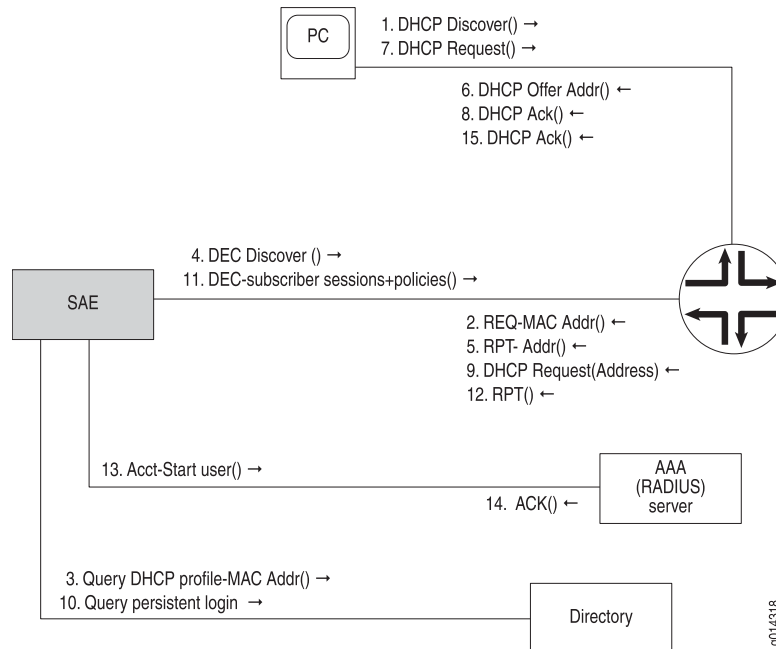 PC
1. DHCP Discover() →
7. DHCP Request() →
6. DHCP Offer Addr() ←
8. DHCP Ack() ←
15. DHCP Ack() ←
4. DEC Discover () →
11. DEC-subscriber sessions+policies() →
SAE
2. REQ-MAC Addr() ←
5. RPT- Addr() ←
9. DHCP Request(Address) ←
12. RPT() ←
13. Acct-Start user() →
AAA
(RADIUS)
server
14. ACK() ←
3. Query DHCP profile-MAC Addr() →
10. Query persistent login →
Directory
g014318